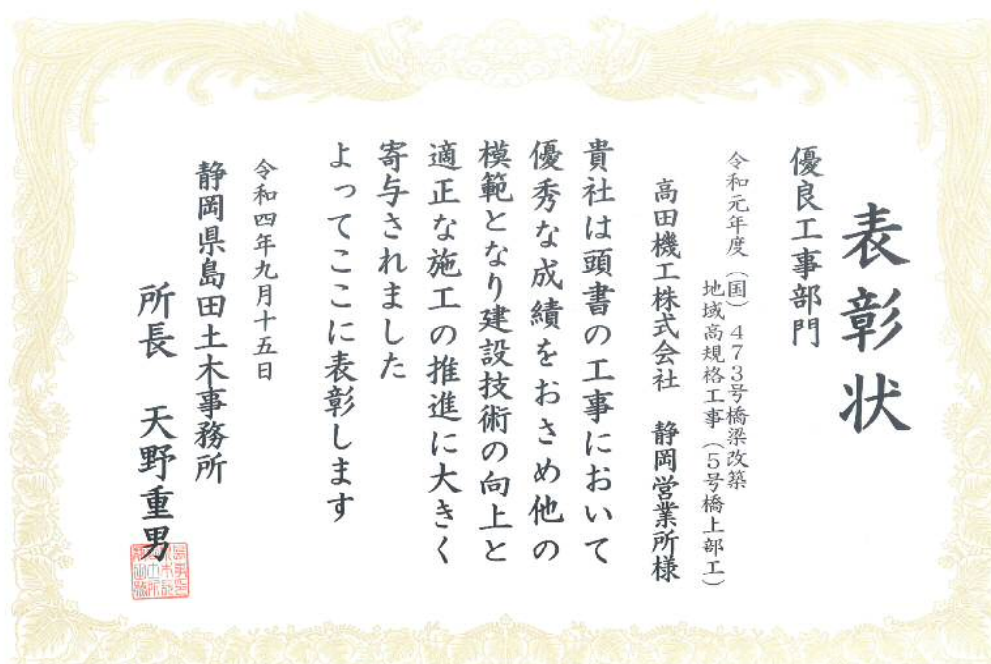 表彰状
優良工事部門
令和元年度（国）４７３号橋梁改築
地域高規格工事（５号橋上部工）
高田機工株式会社　静岡営業所様
貴社は頭書の工事において
優秀な成績をおさめ他の
模範となり建設技術の向上と
適正な施工の推進に大きく
寄与されました
よってここに表彰します
令和四年九月十五日
静岡県島田土木事務所
所長　天野重男